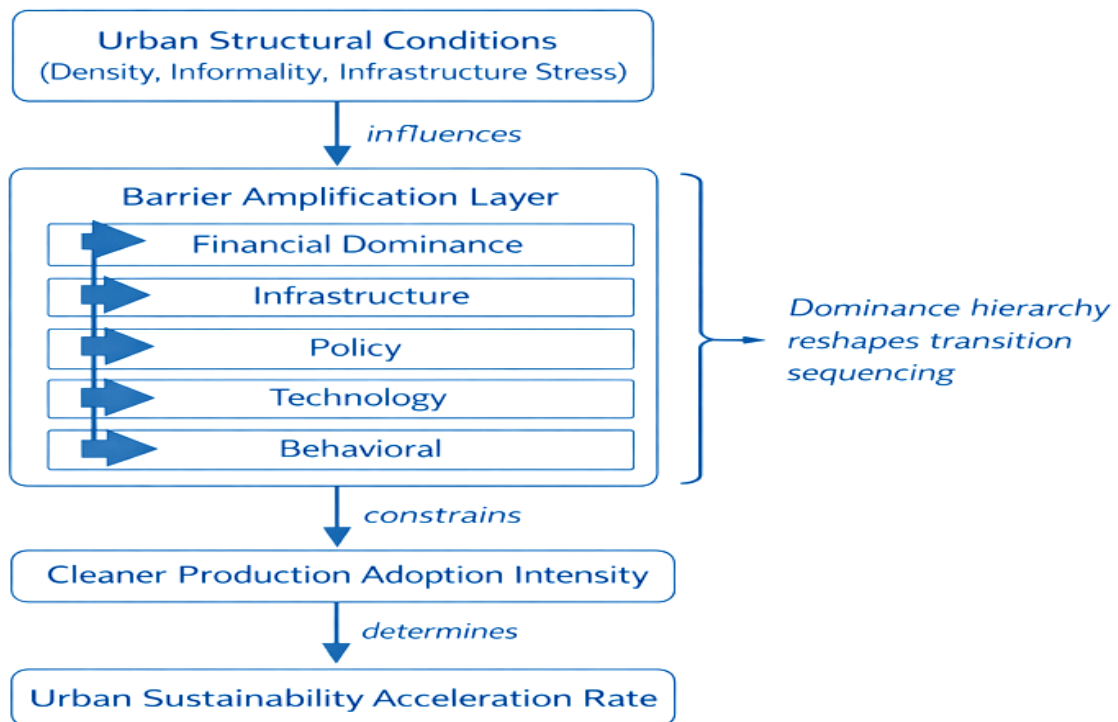 Urban Structural Conditions
(Density, Informality, Infrastructure Stress)
influences
Barrier Amplification Layer
Financial Dominance
Infrastructure
Policy
Technology
Behavioral
Dominance hierarchy
reshapes transition
sequencing
constrains
Cleaner Production Adoption Intensity
determines
Urban Sustainability Acceleration Rate